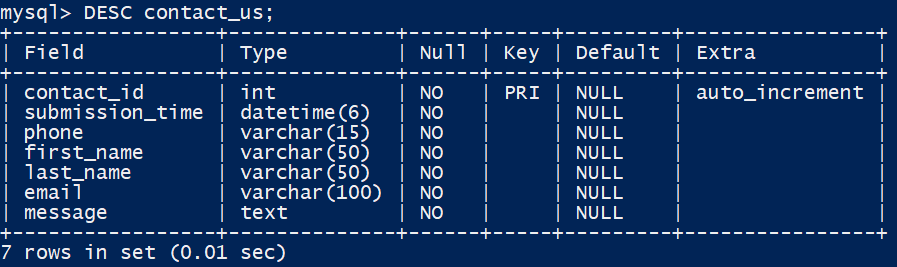 mysql> DESC contact_us;
+-----------------+--------------+------+-----+---------+----------------+
| Field           | Type         | Null | Key | Default | Extra          |
+-----------------+--------------+------+-----+---------+----------------+
| contact_id      | int          | NO   | PRI | NULL    | auto_increment |
| submission_time | datetime(6)  | NO   |     | NULL    |                |
| phone           | varchar(15)  | NO   |     | NULL    |                |
| first_name      | varchar(50)  | NO   |     | NULL    |                |
| last_name       | varchar(50)  | NO   |     | NULL    |                |
| email           | varchar(100) | NO   |     | NULL    |                |
| message         | text         | NO   |     | NULL    |                |
+-----------------+--------------+------+-----+---------+----------------+
7 rows in set (0.01 sec)